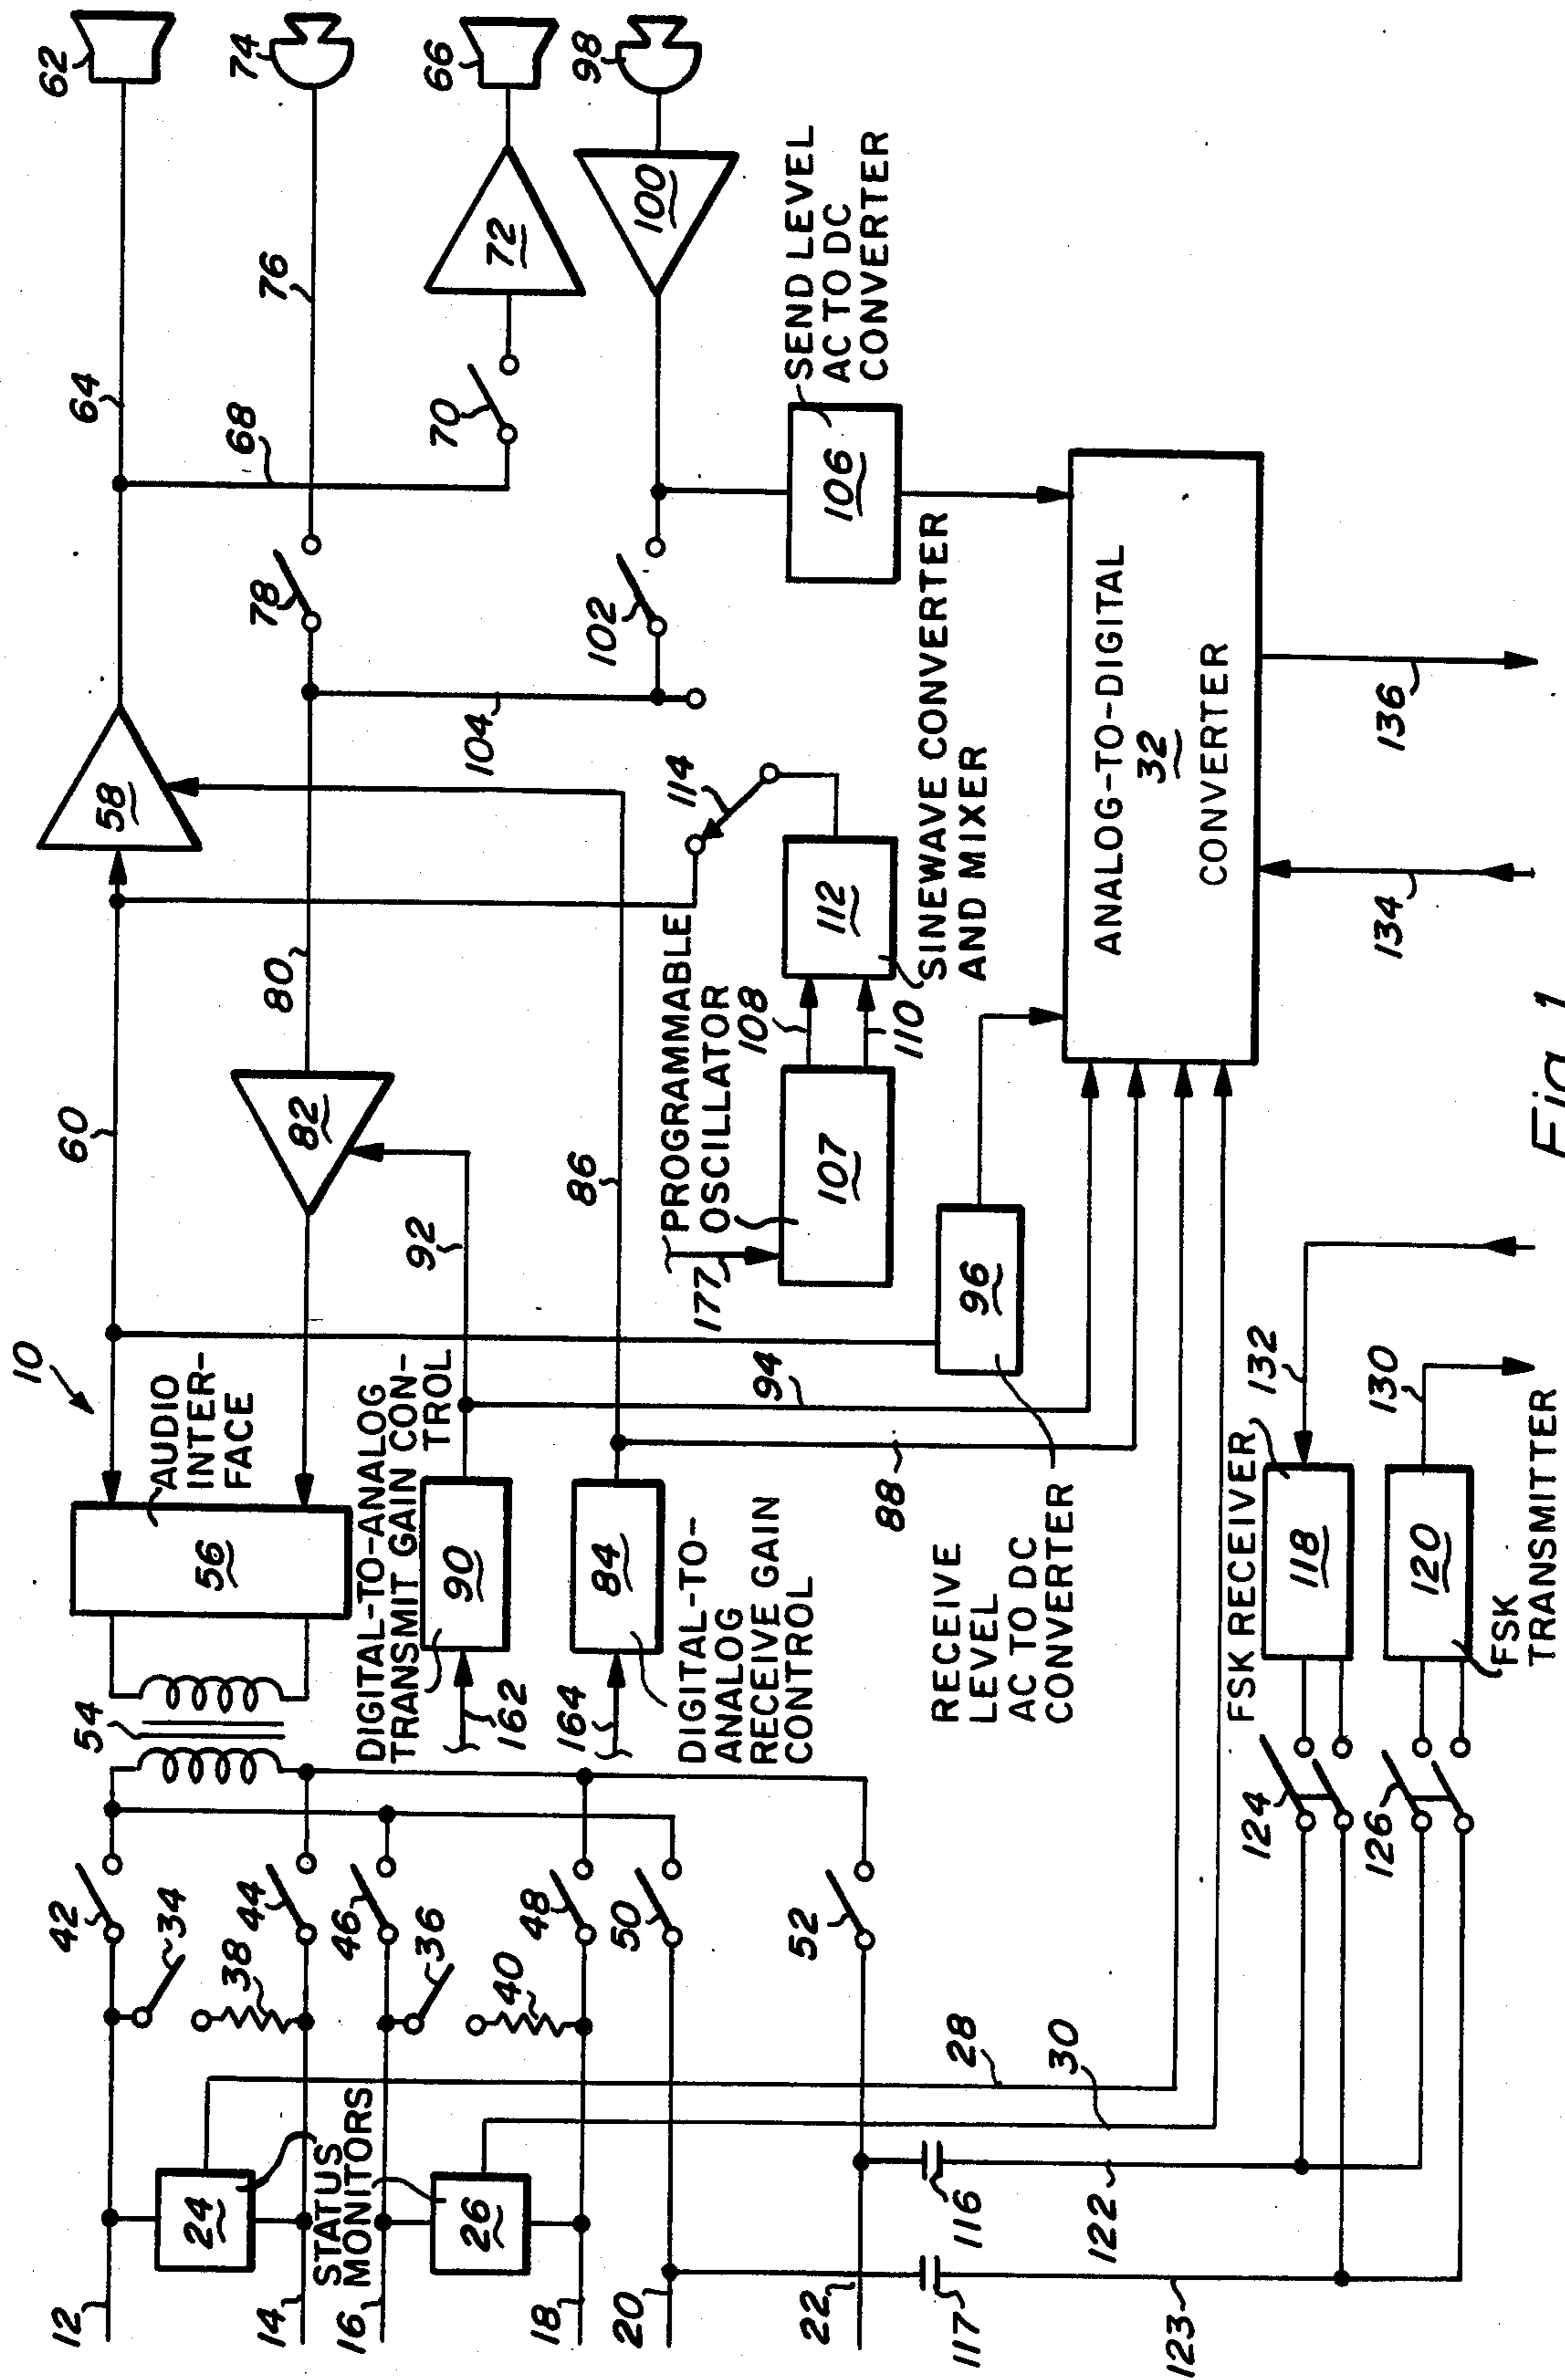 10
12
14
16
18
20
22
24
26
STATUS
MONITORS
28
30
34
38
36
40
42
44
46
48
50
52
54
56
AUDIO
INTER-
FACE
60
58
64
62
68
70
72
66
74
76
78
80
82
104
102
100
98
DIGITAL-TO-ANALOG
TRANSMIT GAIN CON-
TROL
90
162
92
94
84
164
86
88
DIGITAL-TO-
ANALOG
RECEIVE GAIN
CONTROL
PROGRAMMABLE
OSCILLATOR
177
107
108
110
112
114
SINEWAVE CONVERTER
AND MIXER
106
SEND LEVEL
AC TO DC
CONVERTER
96
RECEIVE
LEVEL
AC TO DC
CONVERTER
ANALOG-TO-DIGITAL
32
CONVERTER
134
136
116
117
122
123
124
126
FSK RECEIVER
118
132
120
130
FSK
TRANSMITTER
Fig. 1